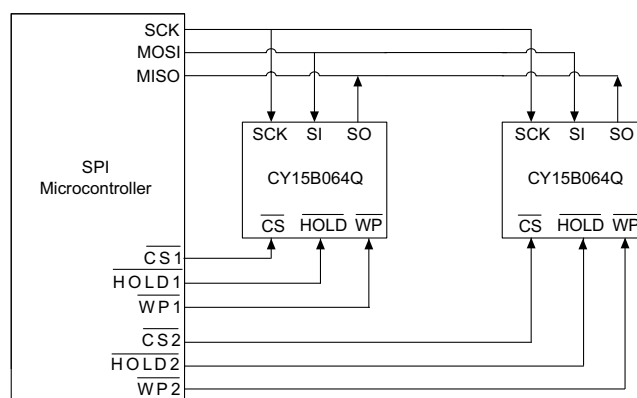 SCK
MOSI
MISO
SPI
Microcontroller
CS1
HOLD1
WP1
CS2
HOLD2
WP2
SCK SI SO
CY15B064Q
CS HOLD WP
SCK SI SO
CY15B064Q
CS HOLD WP